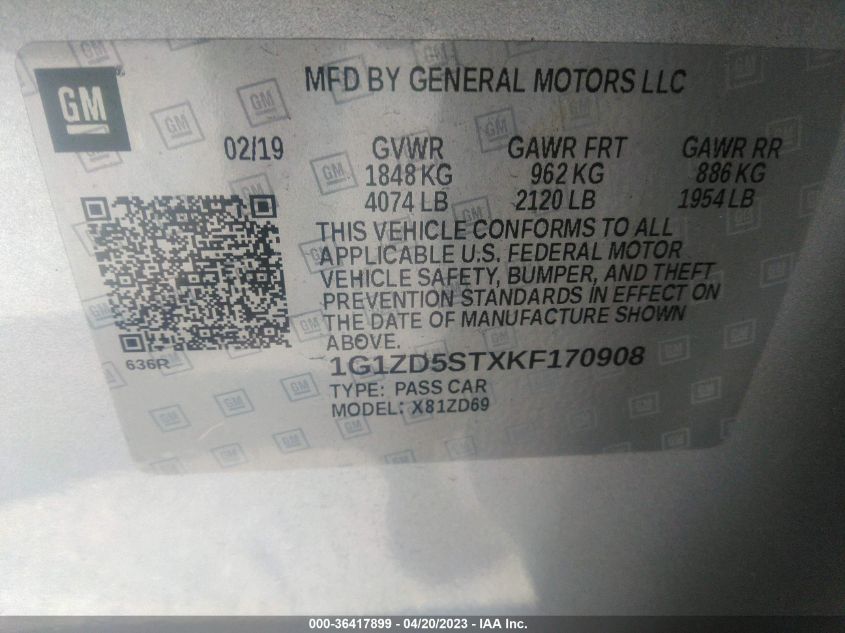 GM
MFD BY GENERAL MOTORS LLC
02/19 GVWR GAWR FRT GAWR RR
1848 KG 962 KG 886 KG
4074 LB 2120 LB 1954 LB
THIS VEHICLE CONFORMS TO ALL
APPLICABLE U.S. FEDERAL MOTOR
VEHICLE SAFETY, BUMPER, AND THEFT
PREVENTION STANDARDS IN EFFECT ON
THE DATE OF MANUFACTURE SHOWN
ABOVE.
636R
1G1ZD5STXKF170908
TYPE: PASS CAR
MODEL: X81ZD69
000-36417899 - 04/20/2023 - IAA Inc.